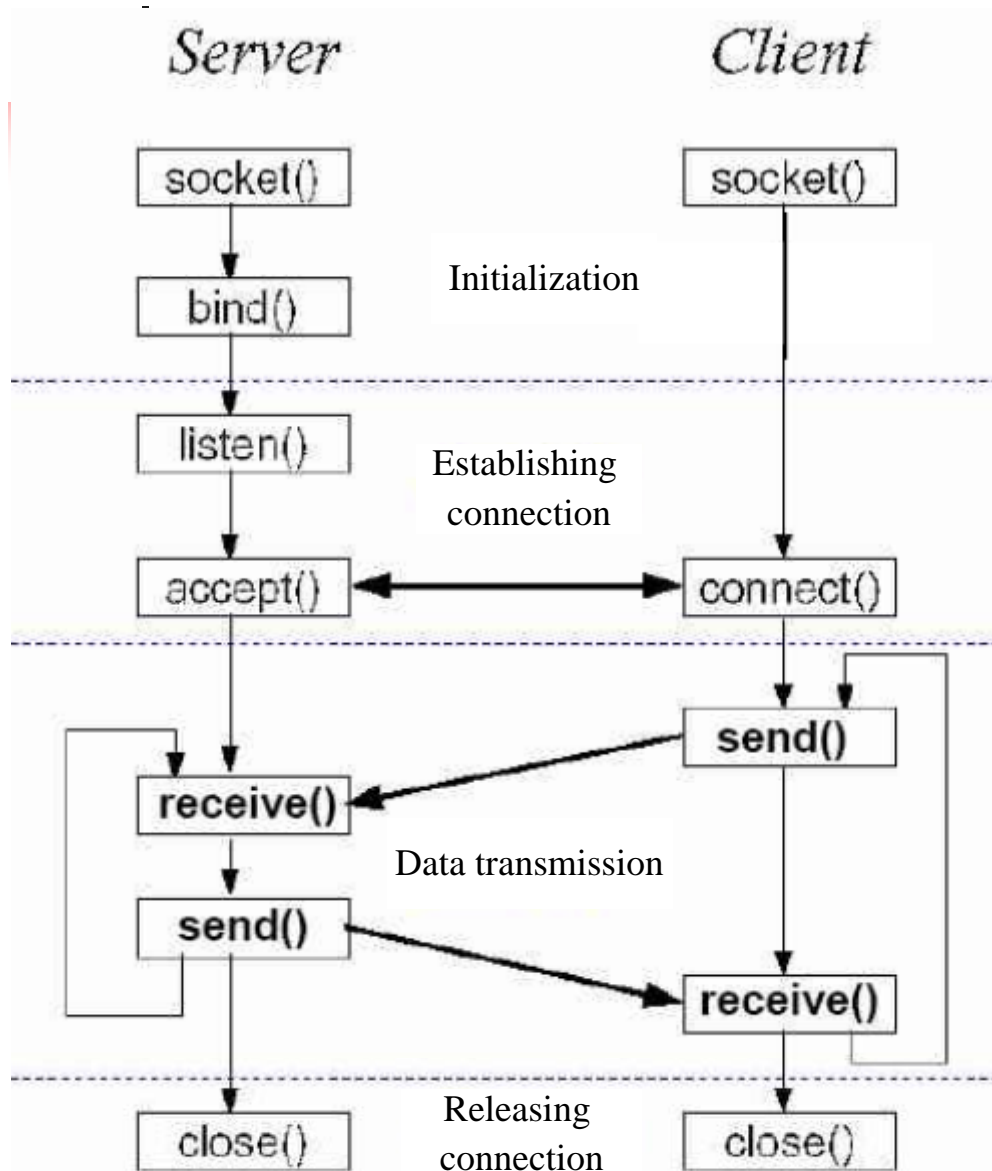 Server Client
socket() socket()
Initialization
bind()
listen()
Establishing
connection
accept() connect()
send()
receive()
Data transmission
send()
receive()
Releasing
close() close()
connection